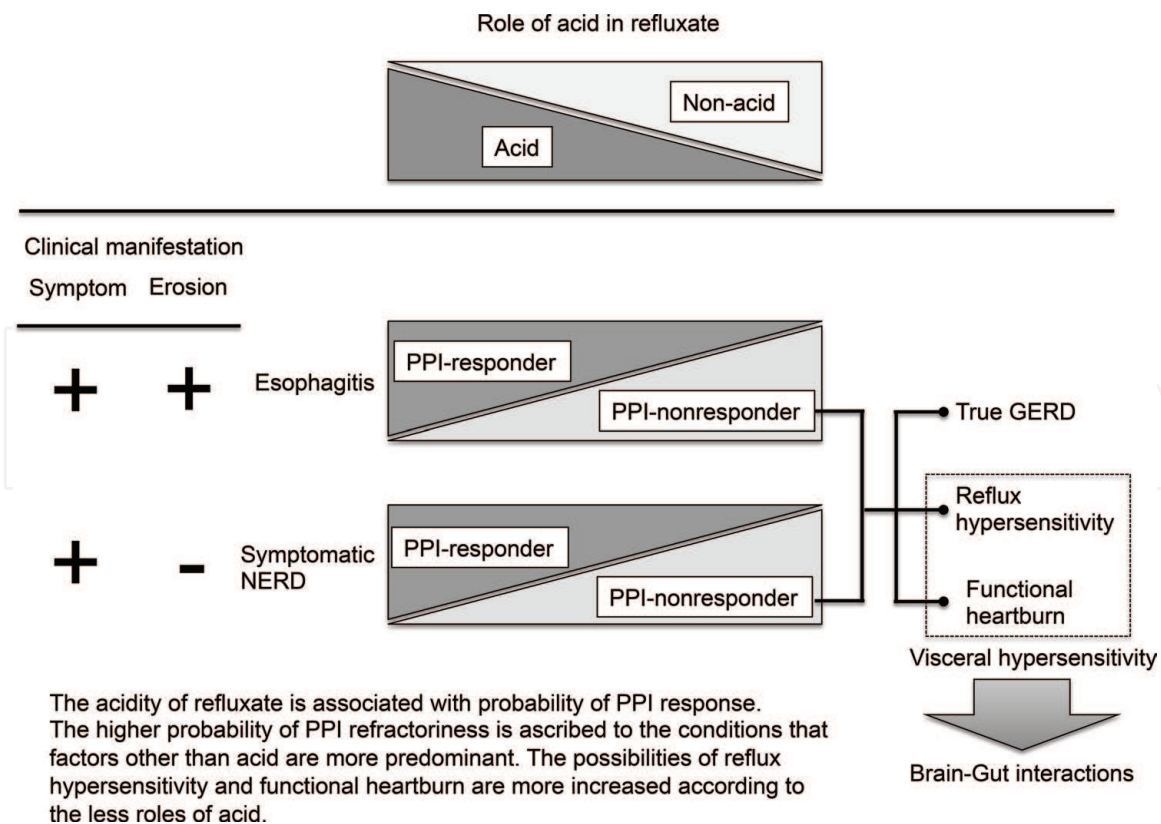 Role of acid in refluxate
Non-acid
Acid
Clinical manifestation
Symptom Erosion
+ + Esophagitis
PPI-responder
PPI-nonresponder
True GERD
Reflux
hypersensitivity
+ - Symptomatic
NERD
PPI-responder
PPI-nonresponder
Functional
heartburn
Visceral hypersensitivity
Brain-Gut interactions
The acidity of refluxate is associated with probability of PPI response.
The higher probability of PPI refractoriness is ascribed to the conditions that
factors other than acid are more predominant. The possibilities of reflux
hypersensitivity and functional heartburn are more increased according to
the less roles of acid.